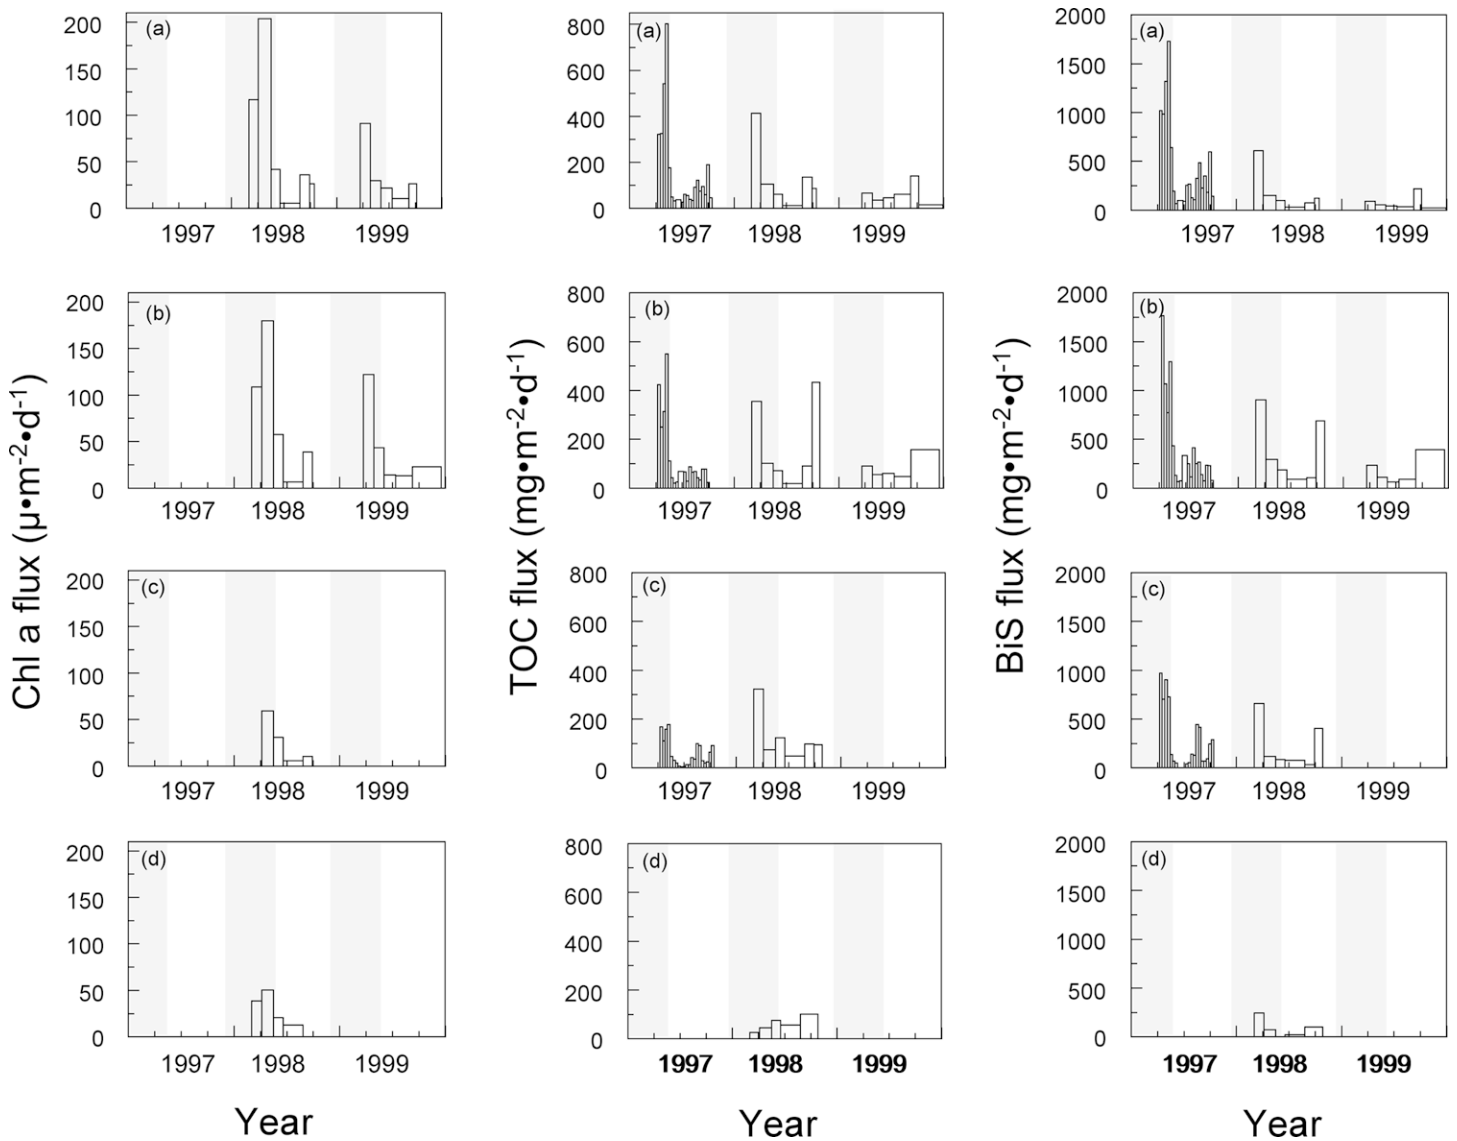 Chl a flux (µ•m-2•d-1)
(a)
200
150
100
50
0
1997 1998 1999
(b)
200
150
100
50
0
1997 1998 1999
(c)
200
150
100
50
0
1997 1998 1999
(d)
200
150
100
50
0
1997 1998 1999
Year
TOC flux (mg•m-2•d-1)
(a)
800
600
400
200
0
1997 1998 1999
(b)
800
600
400
200
0
1997 1998 1999
(c)
800
600
400
200
0
1997 1998 1999
(d)
800
600
400
200
0
1997 1998 1999
Year
BiS flux (mg•m-2•d-1)
(a)
2000
1500
1000
500
0
1997 1998 1999
(b)
2000
1500
1000
500
0
1997 1998 1999
(c)
2000
1500
1000
500
0
1997 1998 1999
(d)
2000
1500
1000
500
0
1997 1998 1999
Year